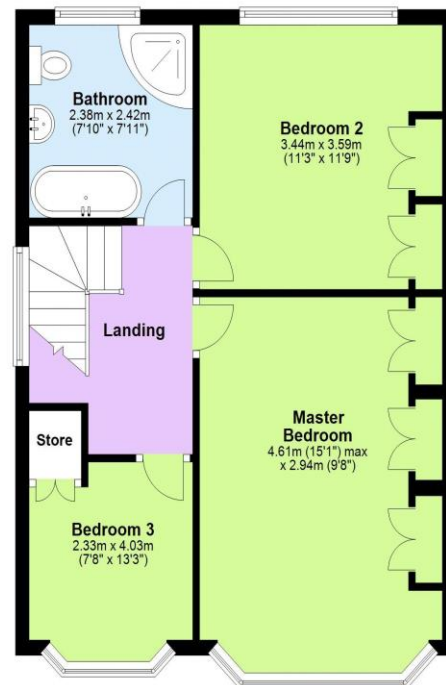 Bathroom
2.38m x 2.42m
(7'10" x 7'11")
Bedroom 2
3.44m x 3.59m
(11'3" x 11'9")
Landing
Master
Bedroom
4.61m (15'1") max
x 2.94m (9'8")
Store
Bedroom 3
2.33m x 4.03m
(7'8" x 13'3")